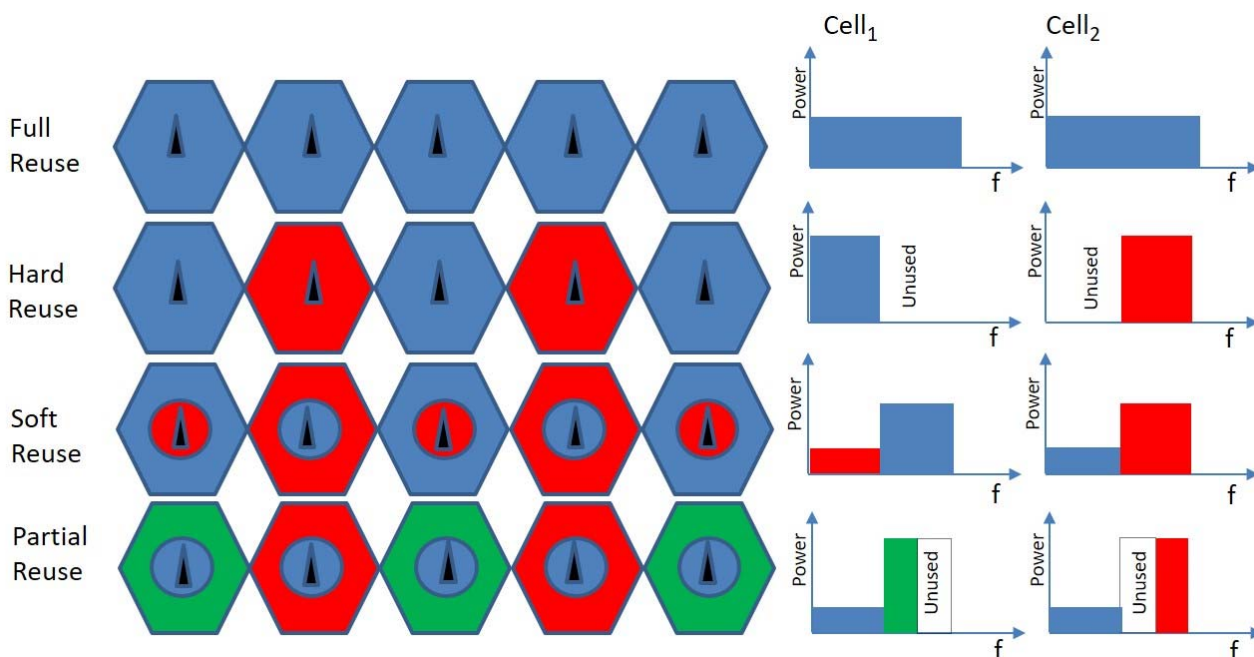 Cell₁
Cell₂
Full
Reuse
Power
f
Power
f
Hard
Reuse
Power
Unused
f
Power
Unused
f
Soft
Reuse
Power
f
Power
f
Partial
Reuse
Power
Unused
f
Power
Unused
f